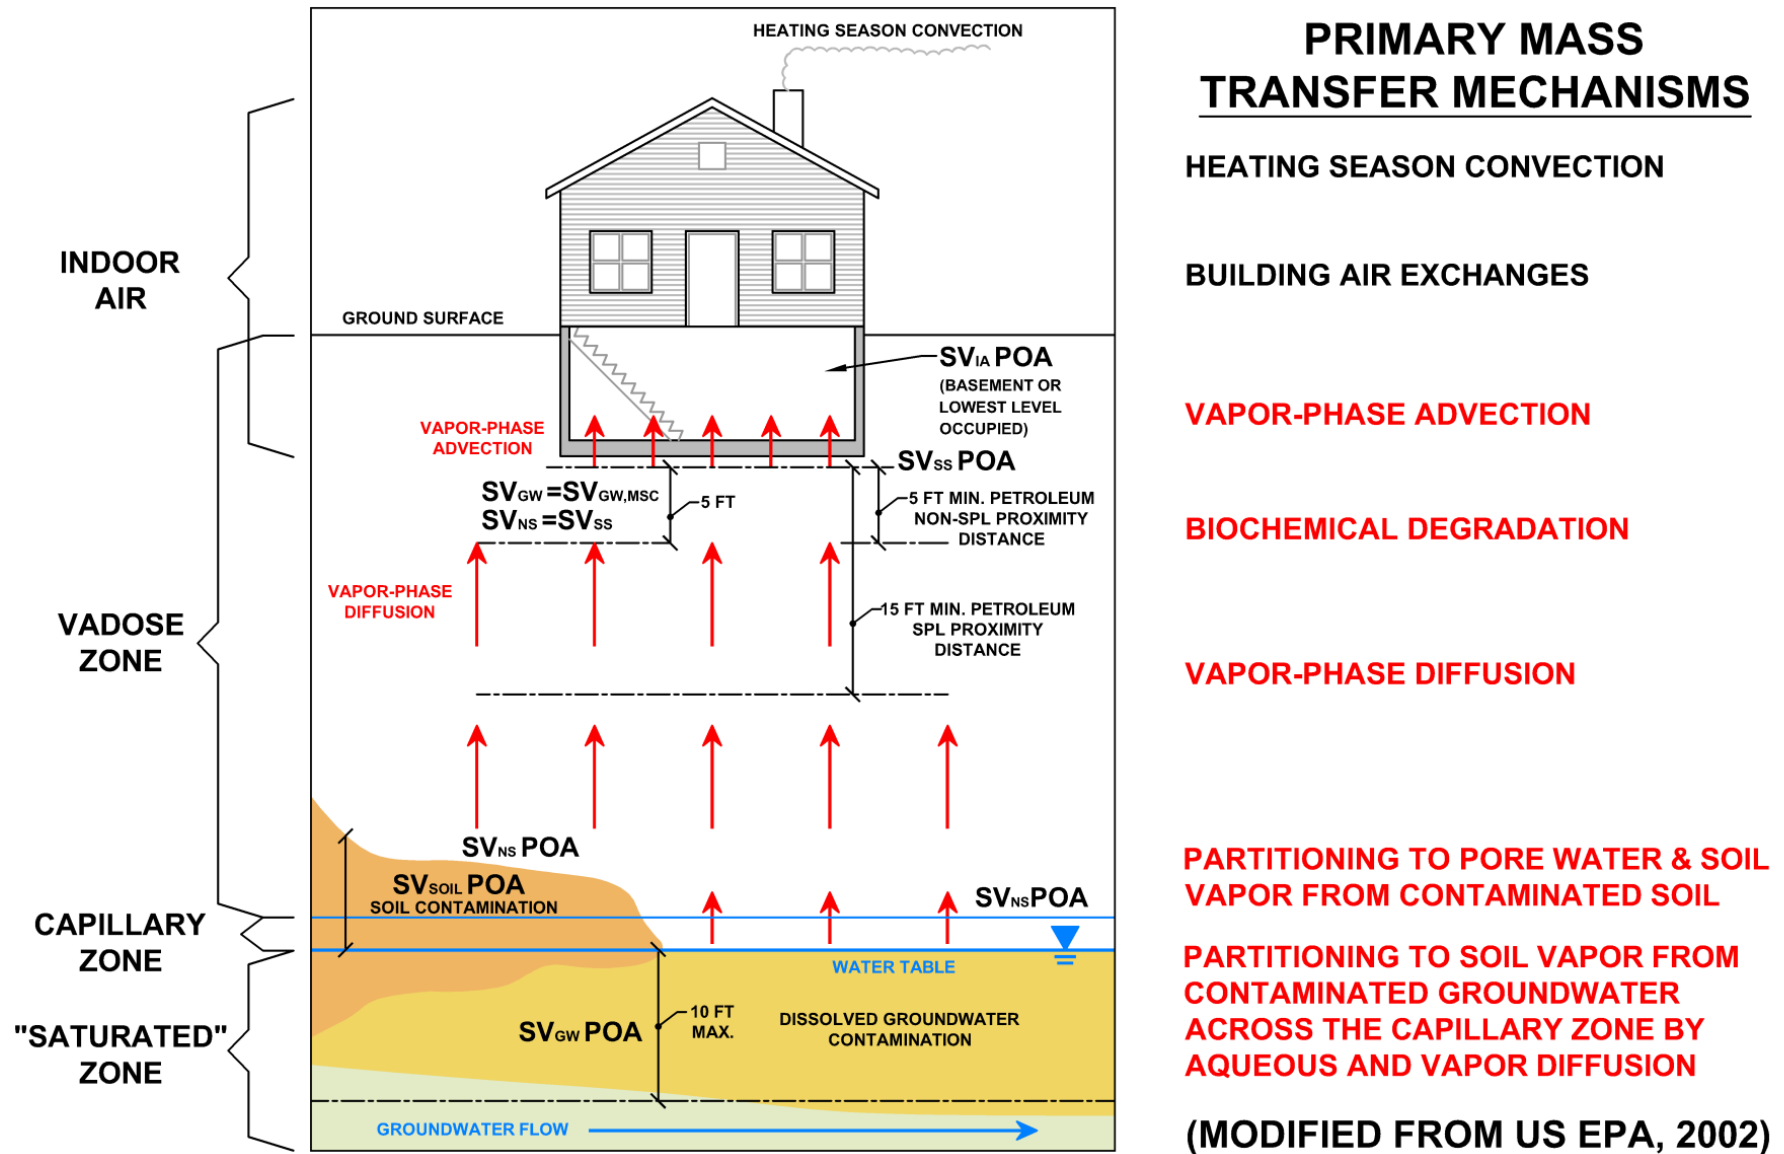 HEATING SEASON CONVECTION
PRIMARY MASS
TRANSFER MECHANISMS
HEATING SEASON CONVECTION
INDOOR
AIR
BUILDING AIR EXCHANGES
GROUND SURFACE
SVIA POA
(BASEMENT OR
LOWEST LEVEL
OCCUPIED)
VAPOR-PHASE
ADVECTION
VAPOR-PHASE ADVECTION
SVSS POA
SVGW =SVGW,MSC
SVNS =SVSS
5 FT
5 FT MIN. PETROLEUM
NON-SPL PROXIMITY
DISTANCE
BIOCHEMICAL DEGRADATION
VAPOR-PHASE
DIFFUSION
VADOSE
ZONE
15 FT MIN. PETROLEUM
SPL PROXIMITY
DISTANCE
VAPOR-PHASE DIFFUSION
SVNS POA
SVSOIL POA
SOIL CONTAMINATION
SVNS POA
PARTITIONING TO PORE WATER & SOIL
VAPOR FROM CONTAMINATED SOIL
CAPILLARY
ZONE
WATER TABLE
PARTITIONING TO SOIL VAPOR FROM
CONTAMINATED GROUNDWATER
ACROSS THE CAPILLARY ZONE BY
AQUEOUS AND VAPOR DIFFUSION
"SATURATED"
ZONE
SVGW POA
10 FT
MAX.
DISSOLVED GROUNDWATER
CONTAMINATION
GROUNDWATER FLOW
(MODIFIED FROM US EPA, 2002)